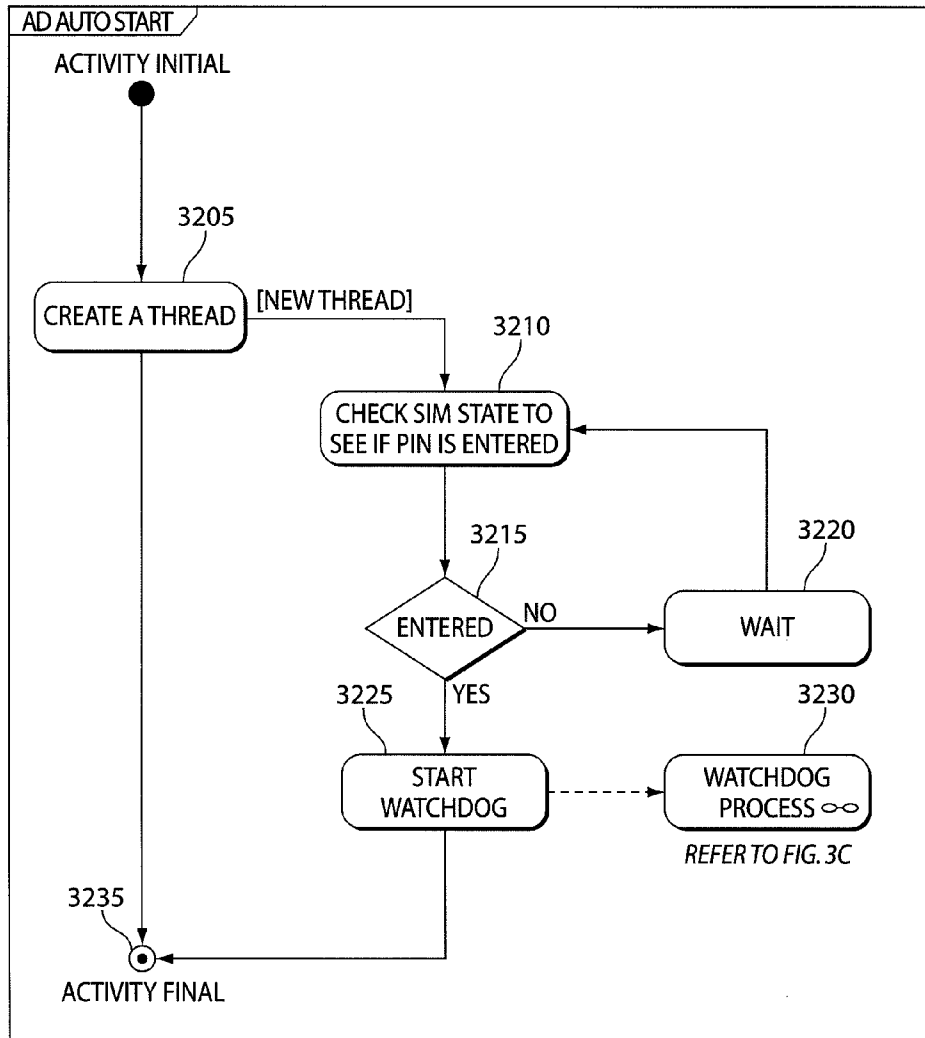 AD AUTO START
ACTIVITY INITIAL
3205
CREATE A THREAD
[NEW THREAD]
3210
CHECK SIM STATE TO
SEE IF PIN IS ENTERED
3215
ENTERED
NO
3220
WAIT
YES
3225
START
WATCHDOG
3230
WATCHDOG
PROCESS
REFER TO FIG. 3C
3235
ACTIVITY FINAL